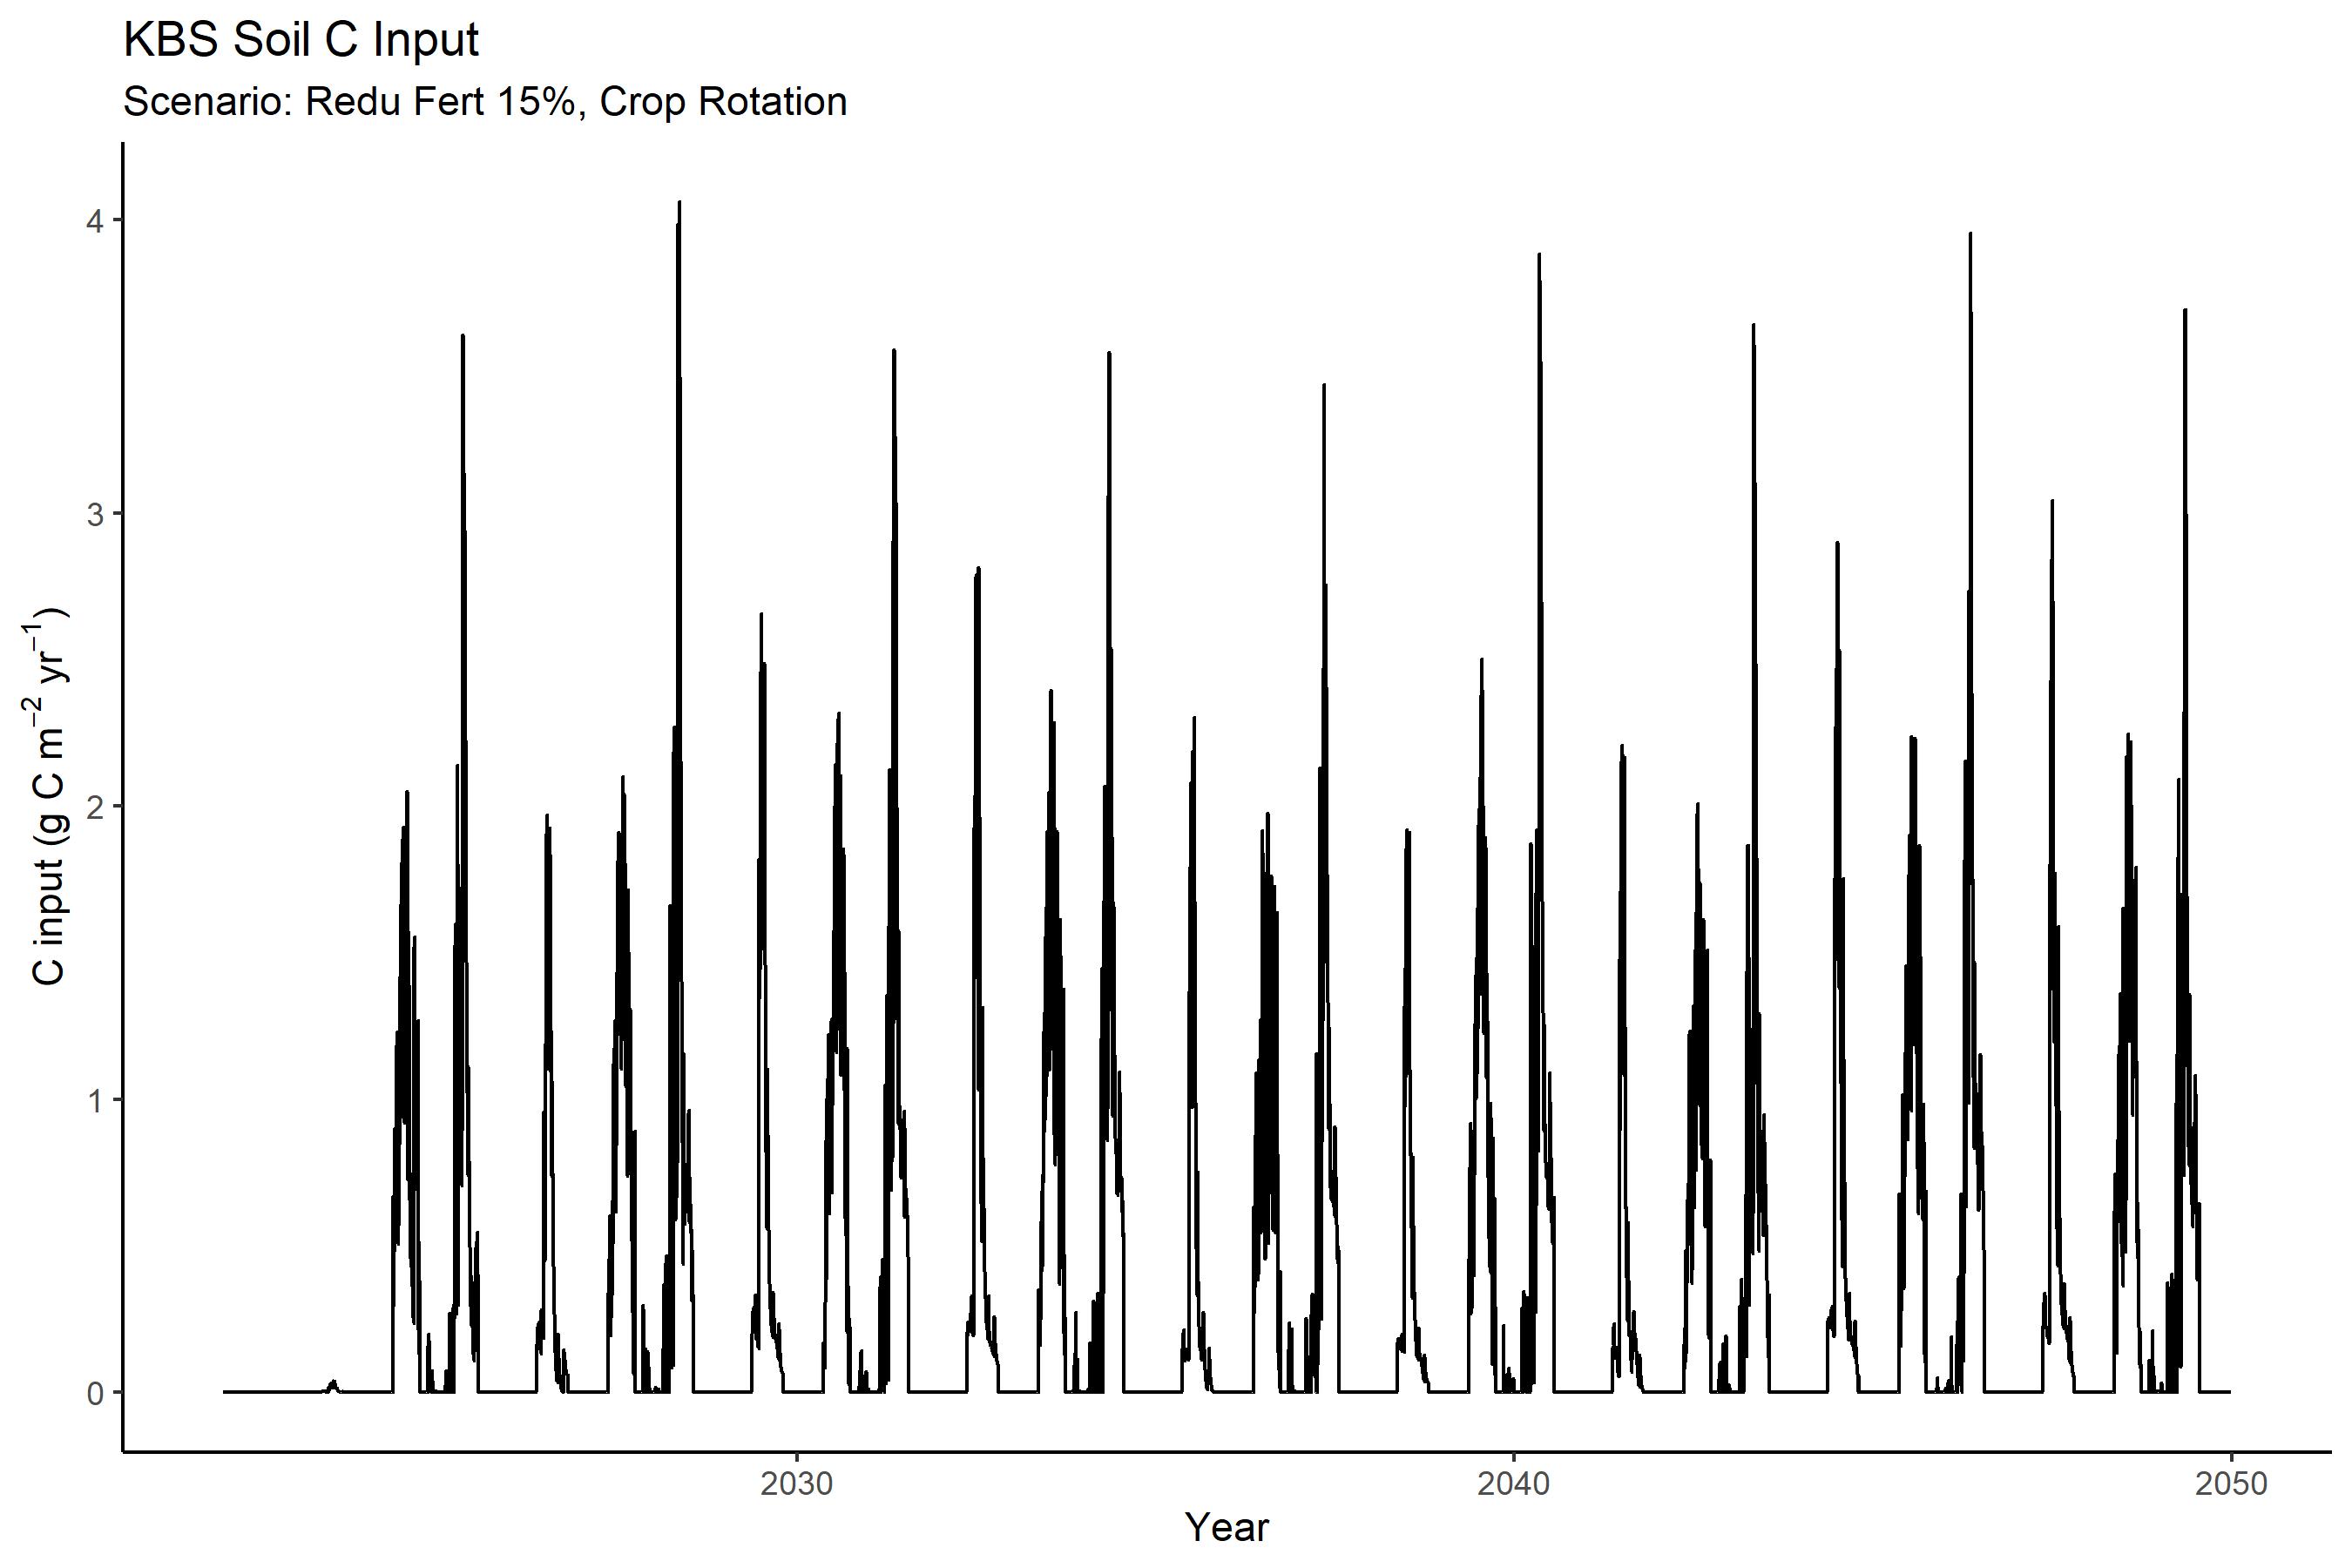 KBS Soil C Input
Scenario: Redu Fert 15%, Crop Rotation
4
3
2
1
0
C input (g C m⁻² yr⁻¹)
2030 2040 2050
Year